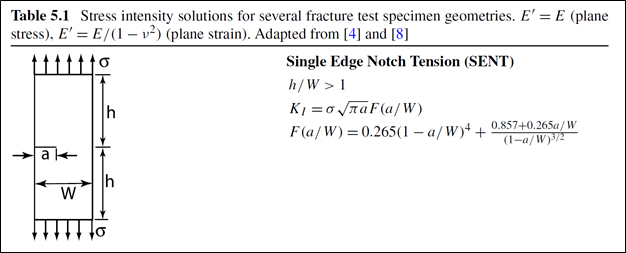 Table 5.1 Stress intensity solutions for several fracture test specimen geometries. E′ = E (plane
stress), E′ = E/(1 − ν²) (plane strain). Adapted from [4] and [8]
σ
h
a
h
W
σ
Single Edge Notch Tension (SENT)
h/W > 1
K_I = σ√πa F(a/W)
F(a/W) = 0.265(1 − a/W)⁴ + (0.857+0.265a/W)/(1−a/W)^{3/2}